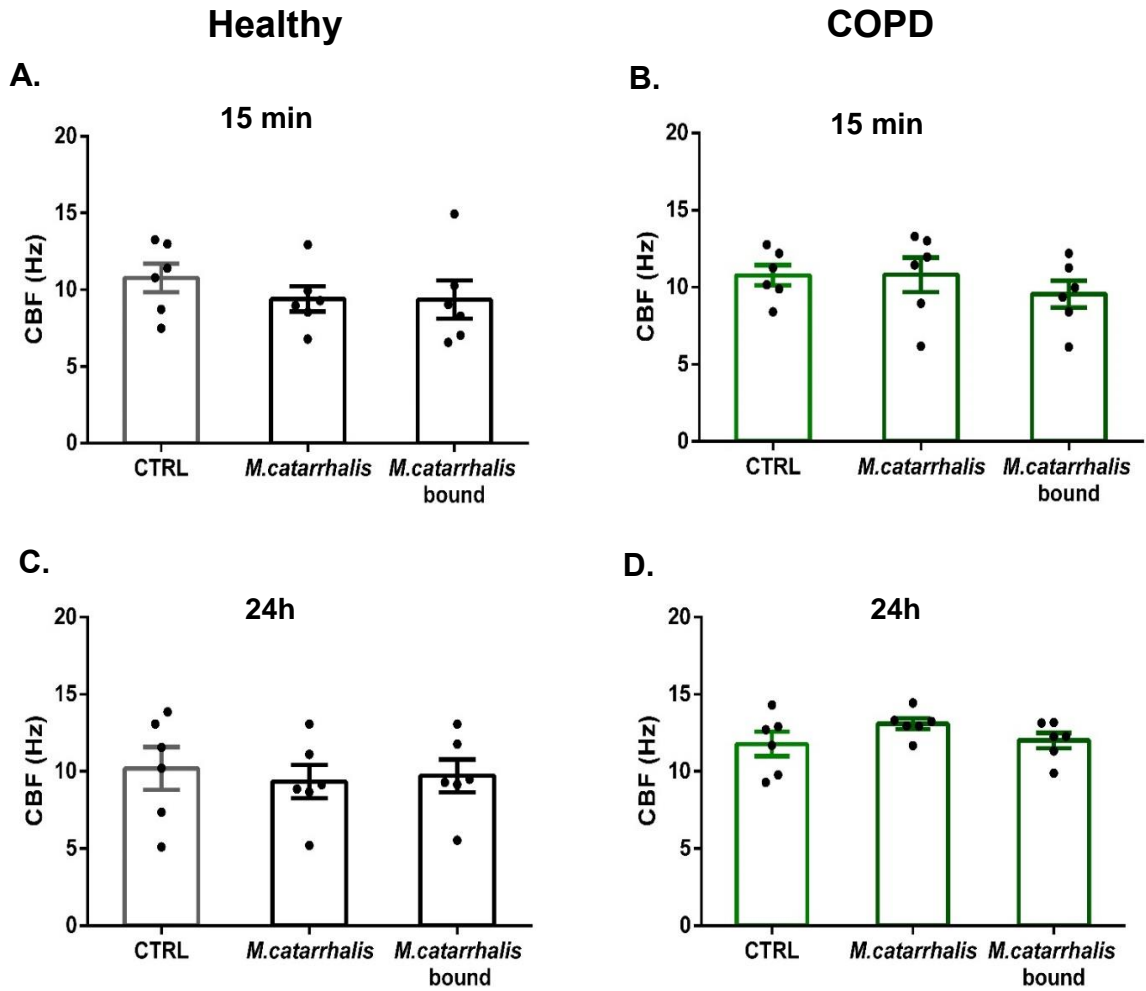 Healthy
COPD
A.
15 min
20
15
10
5
0
CBF (Hz)
CTRL
M.catarrhalis
M.catarrhalis
bound
B.
15 min
20
15
10
5
0
CBF (Hz)
CTRL
M.catarrhalis
M.catarrhalis
bound
C.
24h
20
15
10
5
0
CBF (Hz)
CTRL
M.catarrhalis
M.catarrhalis
bound
D.
24h
20
15
10
5
0
CBF (Hz)
CTRL
M.catarrhalis
M.catarrhalis
bound